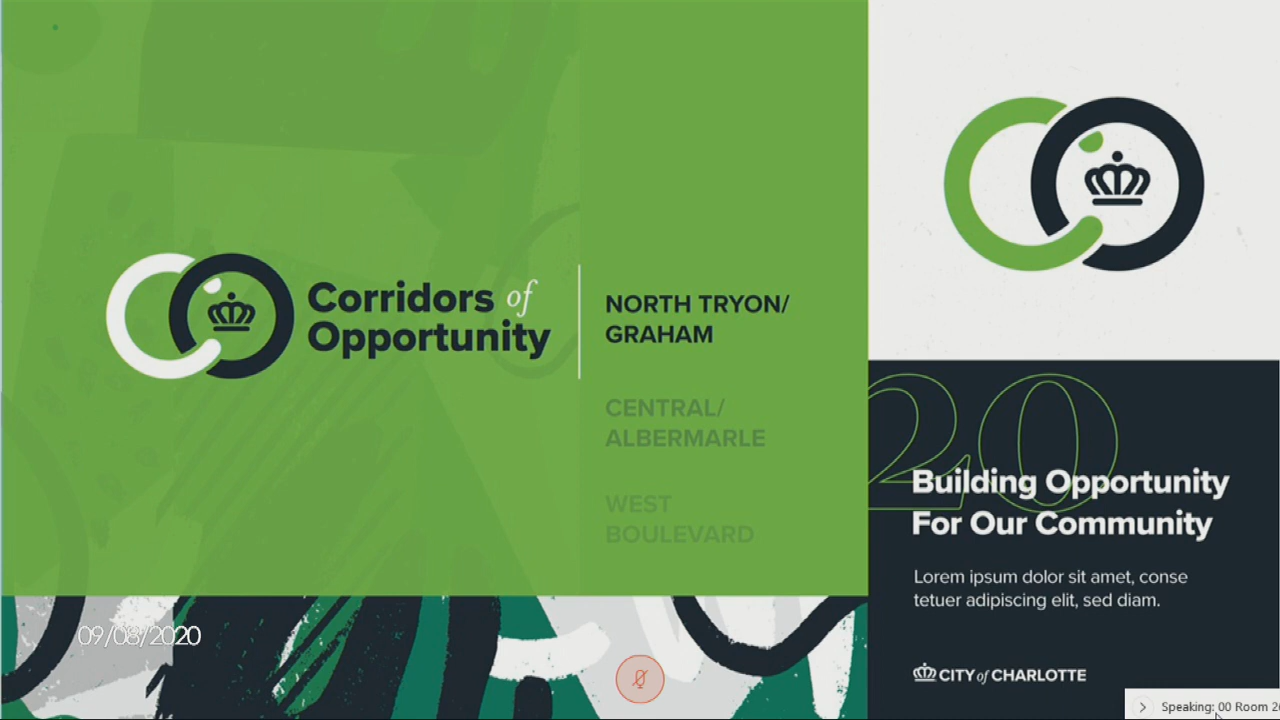 Corridors of
Opportunity
NORTH TRYON/
GRAHAM
CENTRAL/
ALBERMARLE
WEST
BOULEVARD
20
Building Opportunity
For Our Community
Lorem ipsum dolor sit amet, conse
tetuer adipiscing elit, sed diam.
CITY of CHARLOTTE
09/08/2020
Speaking: 00 Room 2